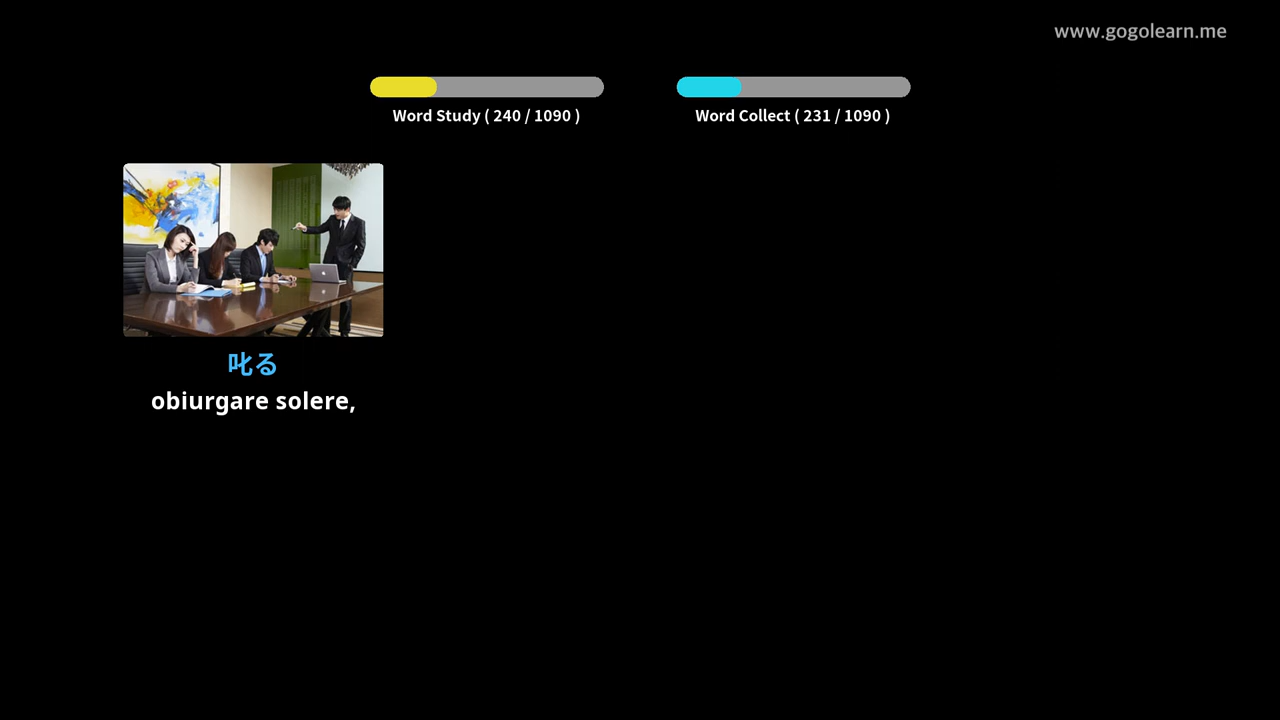 www.gogolearn.me
Word Study ( 240 / 1090 )
Word Collect ( 231 / 1090 )
叱る
obiurgare solere,